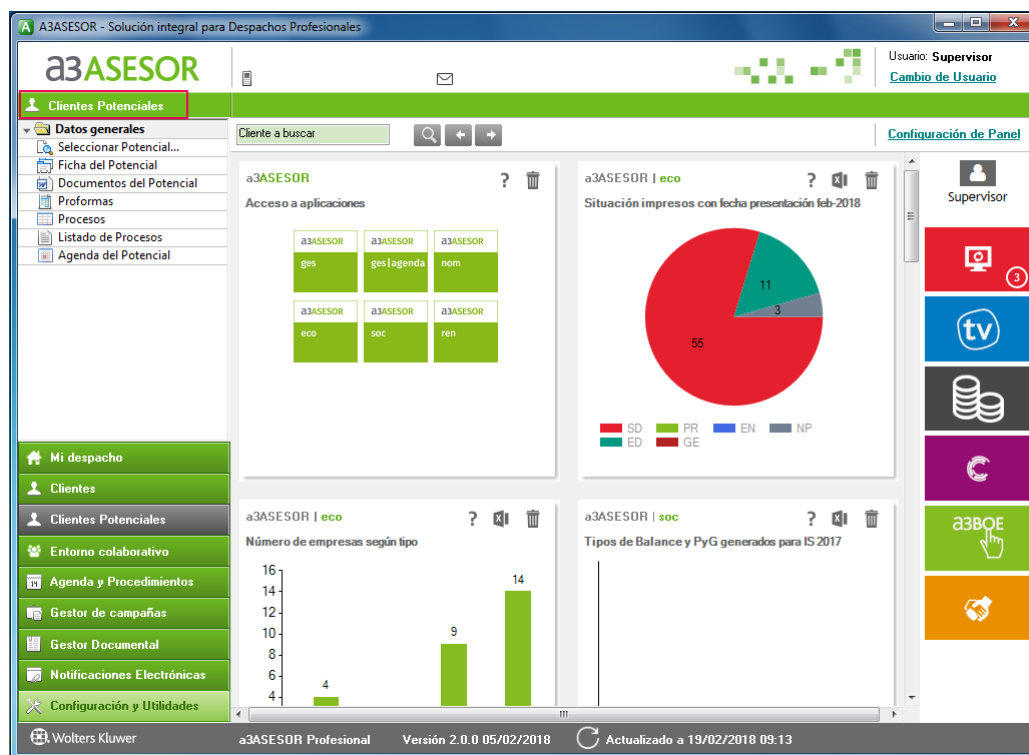 A3ASESOR - Solución integral para Despachos Profesionales
a3ASESOR
Usuario: Supervisor
Cambio de Usuario
Clientes Potenciales
Datos generales
Seleccionar Potencial...
Ficha del Potencial
Documentos del Potencial
Proformas
Procesos
Listado de Procesos
Agenda del Potencial
Cliente a buscar
Configuración de Panel
a3ASESOR
?
Acceso a aplicaciones
a3ASESOR
a3ASESOR
a3ASESOR
ges
ges|agenda
nom
a3ASESOR
a3ASESOR
a3ASESOR
eco
soc
ren
a3ASESOR | eco
?
Situación impresos con fecha presentación feb-2018
11
3
55
SD
PR
EN
NP
ED
GE
Supervisor
3
tv
a3BOE
Mi despacho
Clientes
Clientes Potenciales
Entorno colaborativo
Agenda y Procedimientos
Gestor de campañas
Gestor Documental
Notificaciones Electrónicas
Configuración y Utilidades
a3ASESOR | eco
?
Número de empresas según tipo
16
14
12
10
8
6
4
4
9
14
a3ASESOR | soc
?
Tipos de Balance y PyG generados para IS 2017
Wolters Kluwer
a3ASESOR Profesional
Versión 2.0.0 05/02/2018
Actualizado a 19/02/2018 09:13